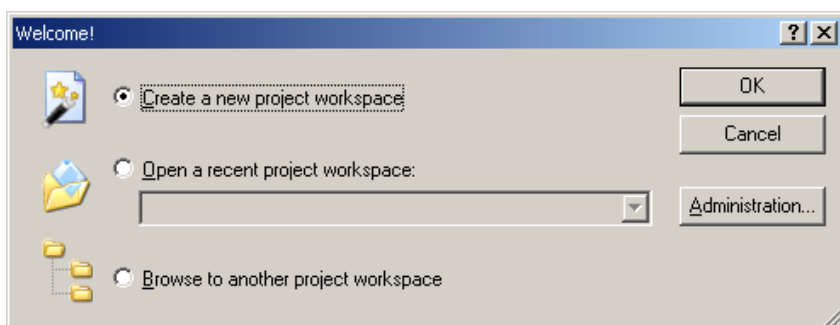 Welcome!
Create a new project workspace
OK
Cancel
Open a recent project workspace:
Administration...
Browse to another project workspace